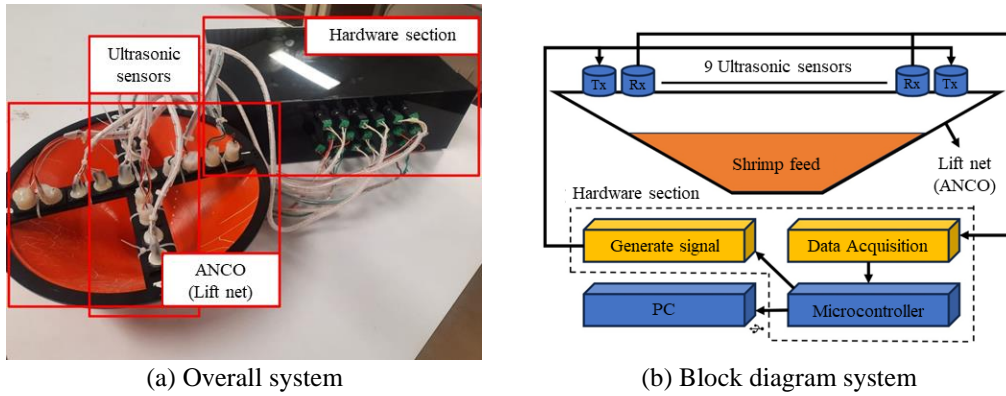 Ultrasonic
sensors
Hardware section
ANCO
(Lift net)
(a) Overall system
9 Ultrasonic sensors
Tx
Rx
Rx
Tx
Shrimp feed
Lift net
(ANCO)
Hardware section
Generate signal
Data Acquisition
PC
Microcontroller
(b) Block diagram system